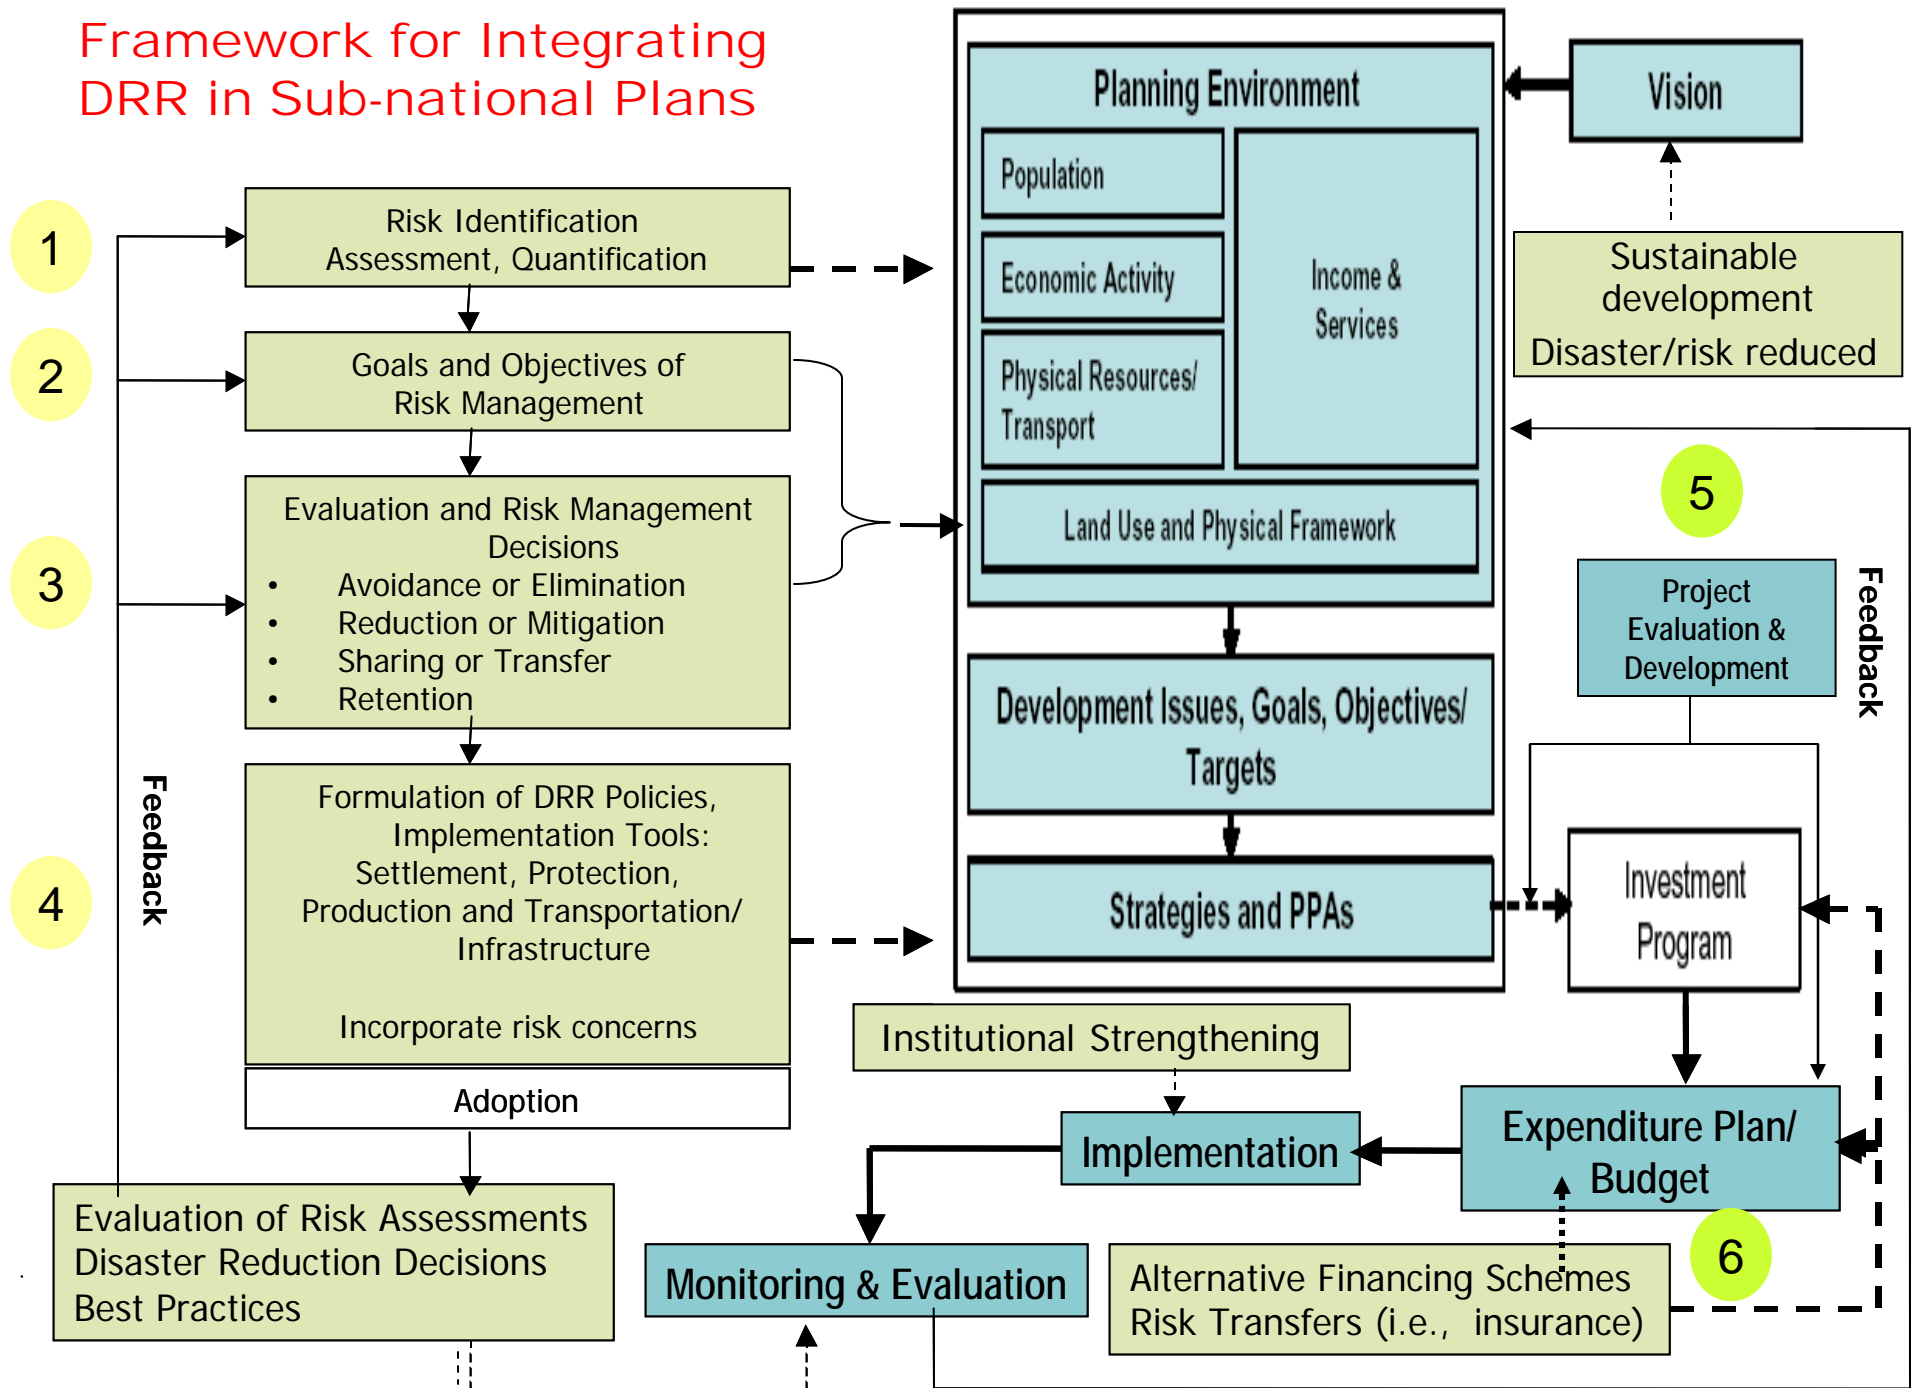 Framework for Integrating
DRR in Sub-national Plans
1
Risk Identification
Assessment, Quantification
2
Goals and Objectives of
Risk Management
3
Evaluation and Risk Management
Decisions
• Avoidance or Elimination
• Reduction or Mitigation
• Sharing or Transfer
• Retention
4
Feedback
Formulation of DRR Policies,
Implementation Tools:
Settlement, Protection,
Production and Transportation/
Infrastructure
Incorporate risk concerns
Adoption
Evaluation of Risk Assessments
Disaster Reduction Decisions
Best Practices
Planning Environment
Population
Economic Activity
Physical Resources/
Transport
Income &
Services
Land Use and Physical Framework
Development Issues, Goals, Objectives/
Targets
Strategies and PPAs
Vision
Sustainable
development
Disaster/risk reduced
5
Project
Evaluation &
Development
Feedback
Investment
Program
Institutional Strengthening
Implementation
Expenditure Plan/
Budget
6
Monitoring & Evaluation
Alternative Financing Schemes
Risk Transfers (i.e., insurance)